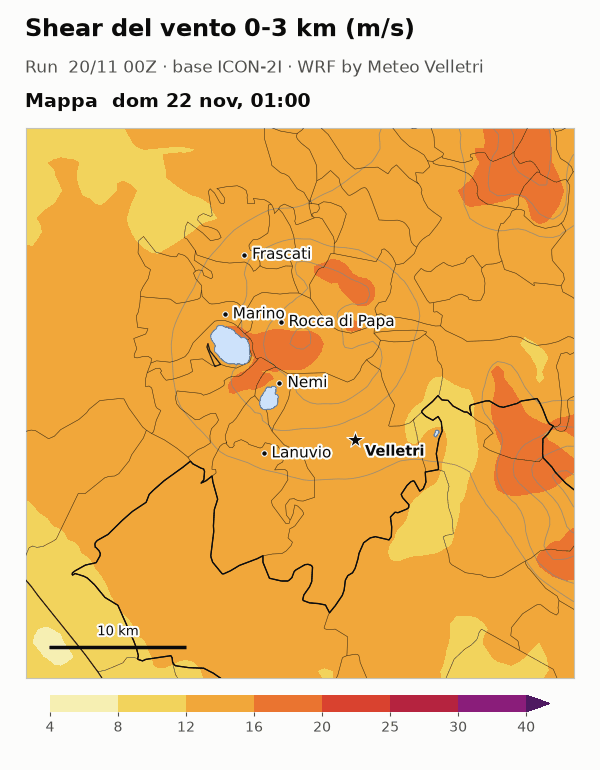 Shear del vento 0-3 km (m/s)
Run  20/11 00Z · base ICON-2I · WRF by Meteo Velletri
Mappa  dom 22 nov, 01:00
Frascati
Marino
Rocca di Papa
Nemi
Velletri
Lanuvio
10 km
4 8 12 16 20 25 30 40